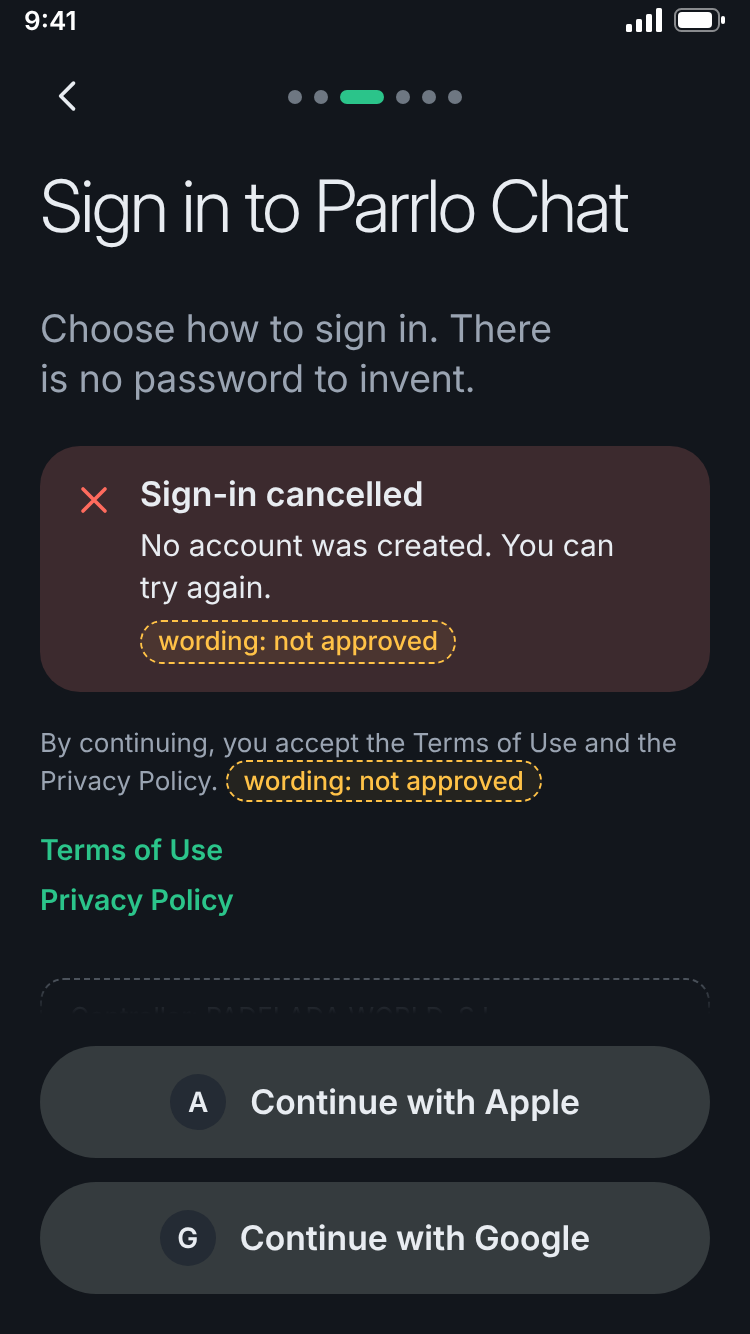 9:41
Sign in to Parrlo Chat
Choose how to sign in. There
is no password to invent.
Sign-in cancelled
No account was created. You can
try again.
wording: not approved
By continuing, you accept the Terms of Use and the
Privacy Policy. wording: not approved
Terms of Use
Privacy Policy
A Continue with Apple
G Continue with Google